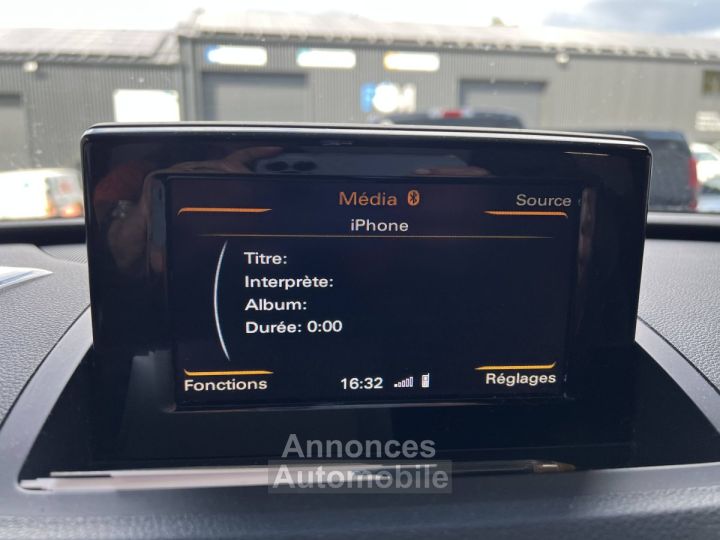 Média
Source
iPhone
Titre:
Interprète:
Album:
Durée: 0:00
Fonctions
16:32
Réglages
Annonces
Automobile